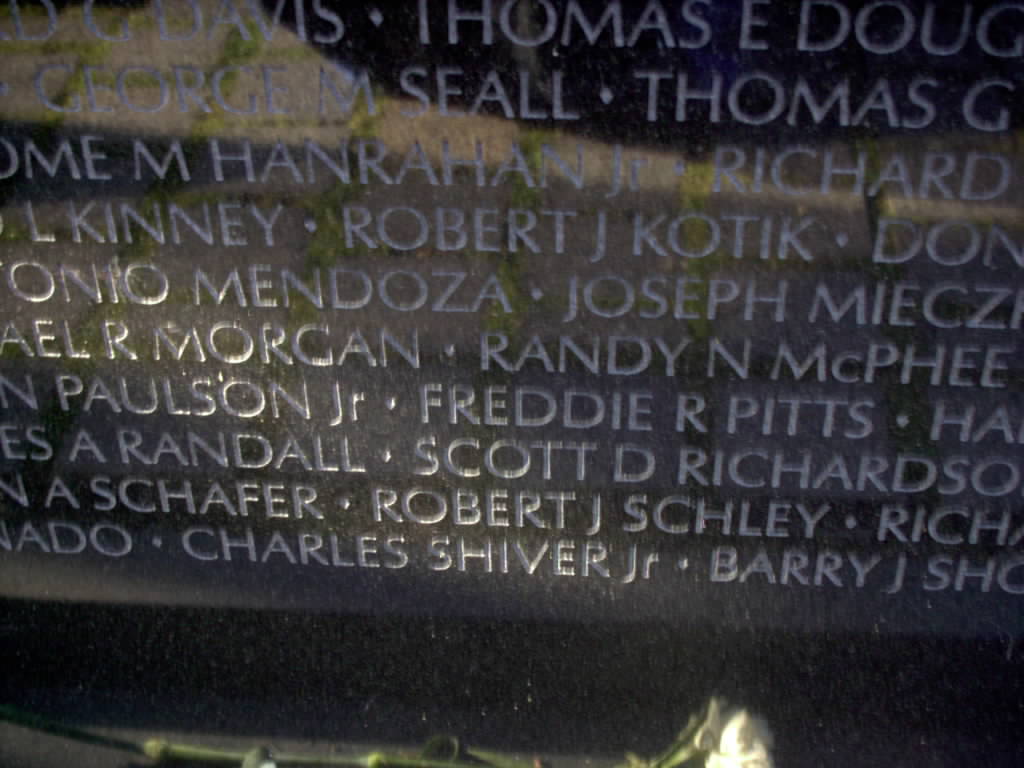 D G DAVIS · THOMAS E DOUG
· GEORGE M SEALL · THOMAS G
OME M HANRAHAN Jr · RICHARD
L KINNEY · ROBERT J KOTIK · DON
TONIO MENDOZA · JOSEPH MIECZ
AEL R MORGAN · RANDY N McPHEE
N PAULSON Jr · FREDDIE R PITTS · HA
ES A RANDALL · SCOTT D RICHARDSO
N A SCHAFER · ROBERT J SCHLEY · RICHA
NADO · CHARLES SHIVER Jr · BARRY J SHO